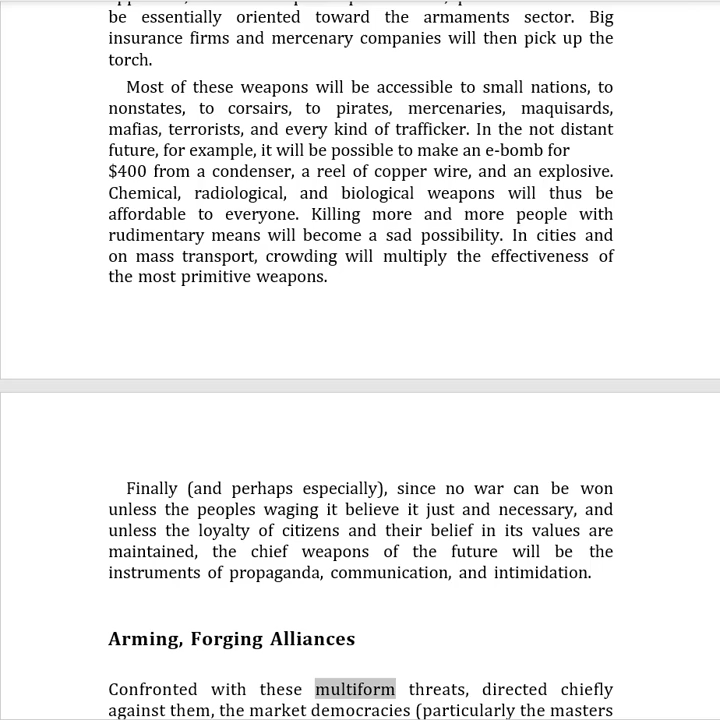 be essentially oriented toward the armaments sector. Big
insurance firms and mercenary companies will then pick up the
torch.
Most of these weapons will be accessible to small nations, to
nonstates, to corsairs, to pirates, mercenaries, maquisards,
mafias, terrorists, and every kind of trafficker. In the not distant
future, for example, it will be possible to make an e-bomb for
$400 from a condenser, a reel of copper wire, and an explosive.
Chemical, radiological, and biological weapons will thus be
affordable to everyone. Killing more and more people with
rudimentary means will become a sad possibility. In cities and
on mass transport, crowding will multiply the effectiveness of
the most primitive weapons.
Finally (and perhaps especially), since no war can be won
unless the peoples waging it believe it just and necessary, and
unless the loyalty of citizens and their belief in its values are
maintained, the chief weapons of the future will be the
instruments of propaganda, communication, and intimidation.
Arming, Forging Alliances
Confronted with these multiform threats, directed chiefly
against them, the market democracies (particularly the masters